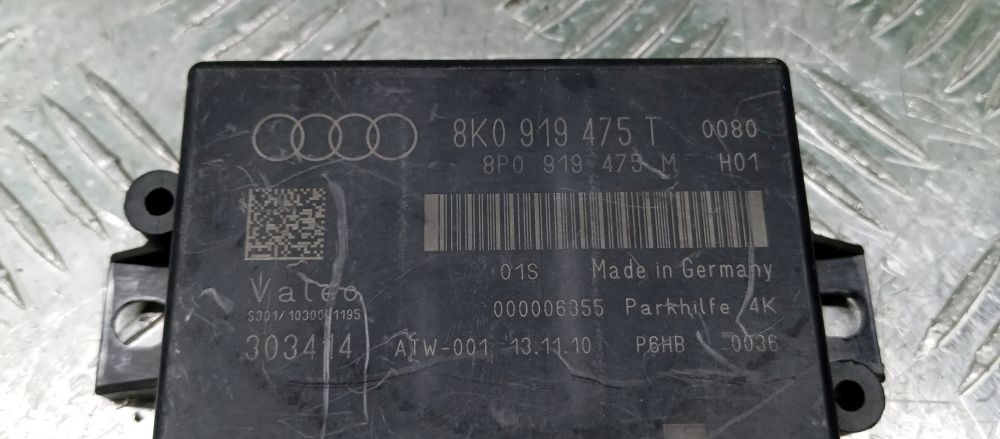 8K0 919 475 T 0080
8P0 919 475 M H01
01S Made in Germany
Valeo
000006355 Parkhilfe 4K
303414 ATW-001 13.11.10 P6HB 0036